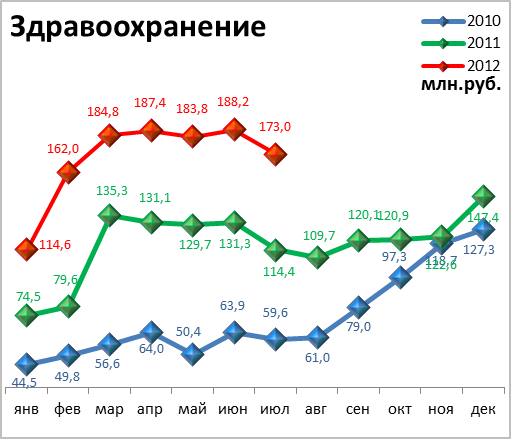 Здравоохранение
2010
2011
2012
млн.руб.
184,8 187,4 183,8 188,2
162,0 173,0
114,6
135,3 131,1 129,7 131,3 114,4 109,7 120,1 120,9 122,6 147,4
74,5 79,6
44,5 49,8 56,6 64,0 50,4 63,9 59,6 61,0 79,0 97,3 118,7 127,3
янв фев мар апр май июн июл авг сен окт ноя дек